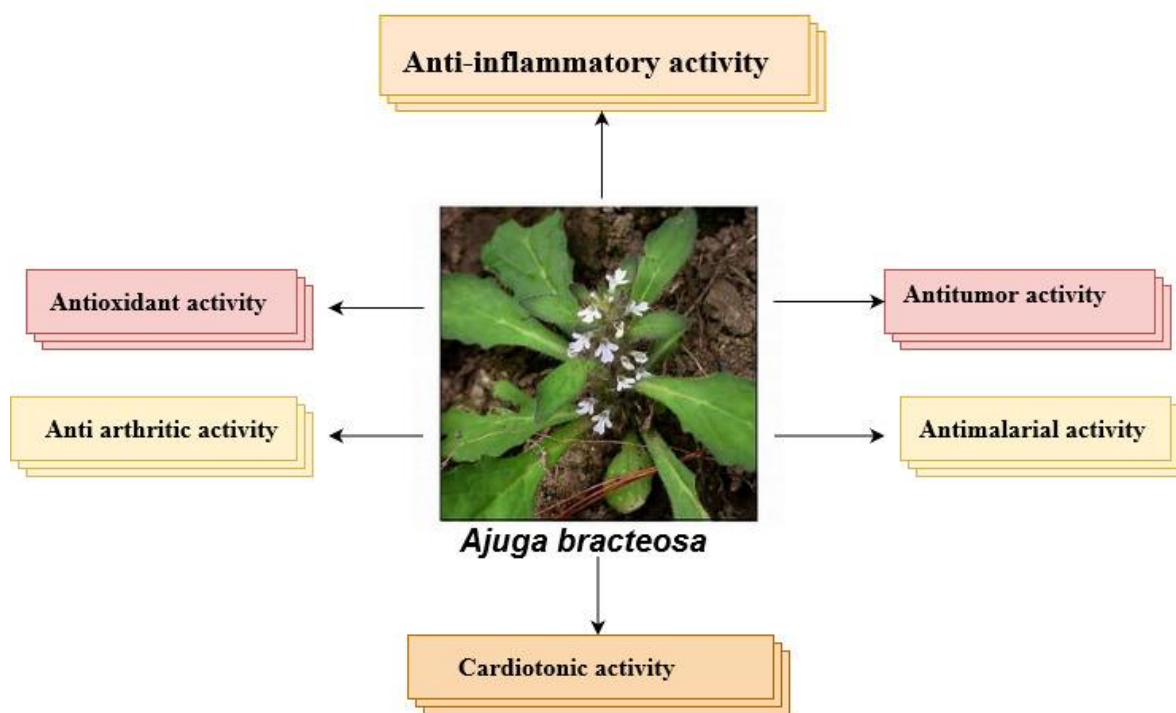 Anti-inflammatory activity
Antioxidant activity
Antitumor activity
Anti arthritic activity
Antimalarial activity
Ajuga bracteosa
Cardiotonic activity